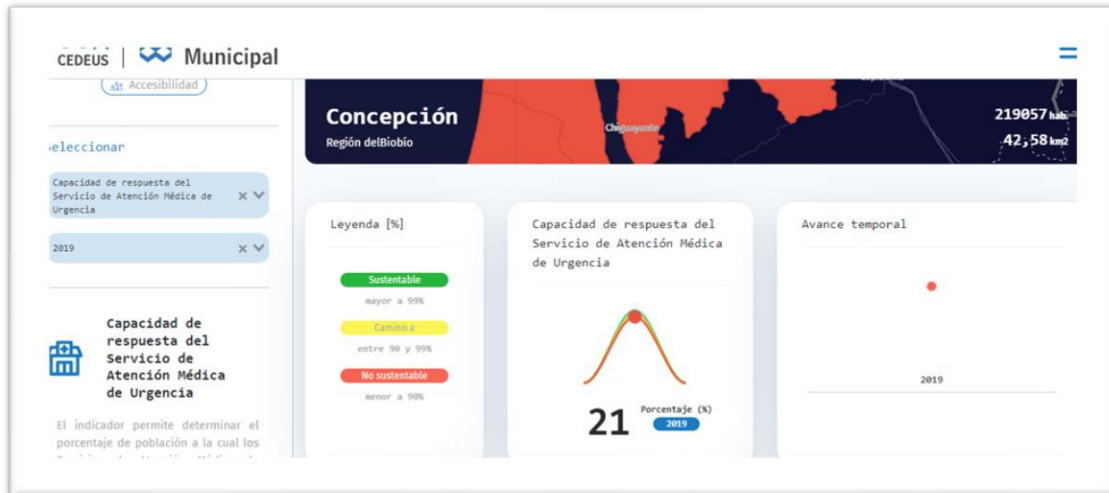 CEDEUS | Municipal
Accesibilidad
Seleccionar
Capacidad de respuesta del
Servicio de Atención Médica de
Urgencia
2019
Capacidad de
respuesta del
Servicio de
Atención Médica
de Urgencia
El indicador permite determinar el
porcentaje de población a la cual los
Concepción
Región delBiobío
Chiguayante
219057 hab.
42,58 km2
Leyenda [%]
Sustentable
mayor a 99%
Camino a
entre 90 y 99%
No sustentable
menor a 90%
Capacidad de respuesta del
Servicio de Atención Médica
de Urgencia
21 Porcentaje (%)
2019
Avance temporal
2019